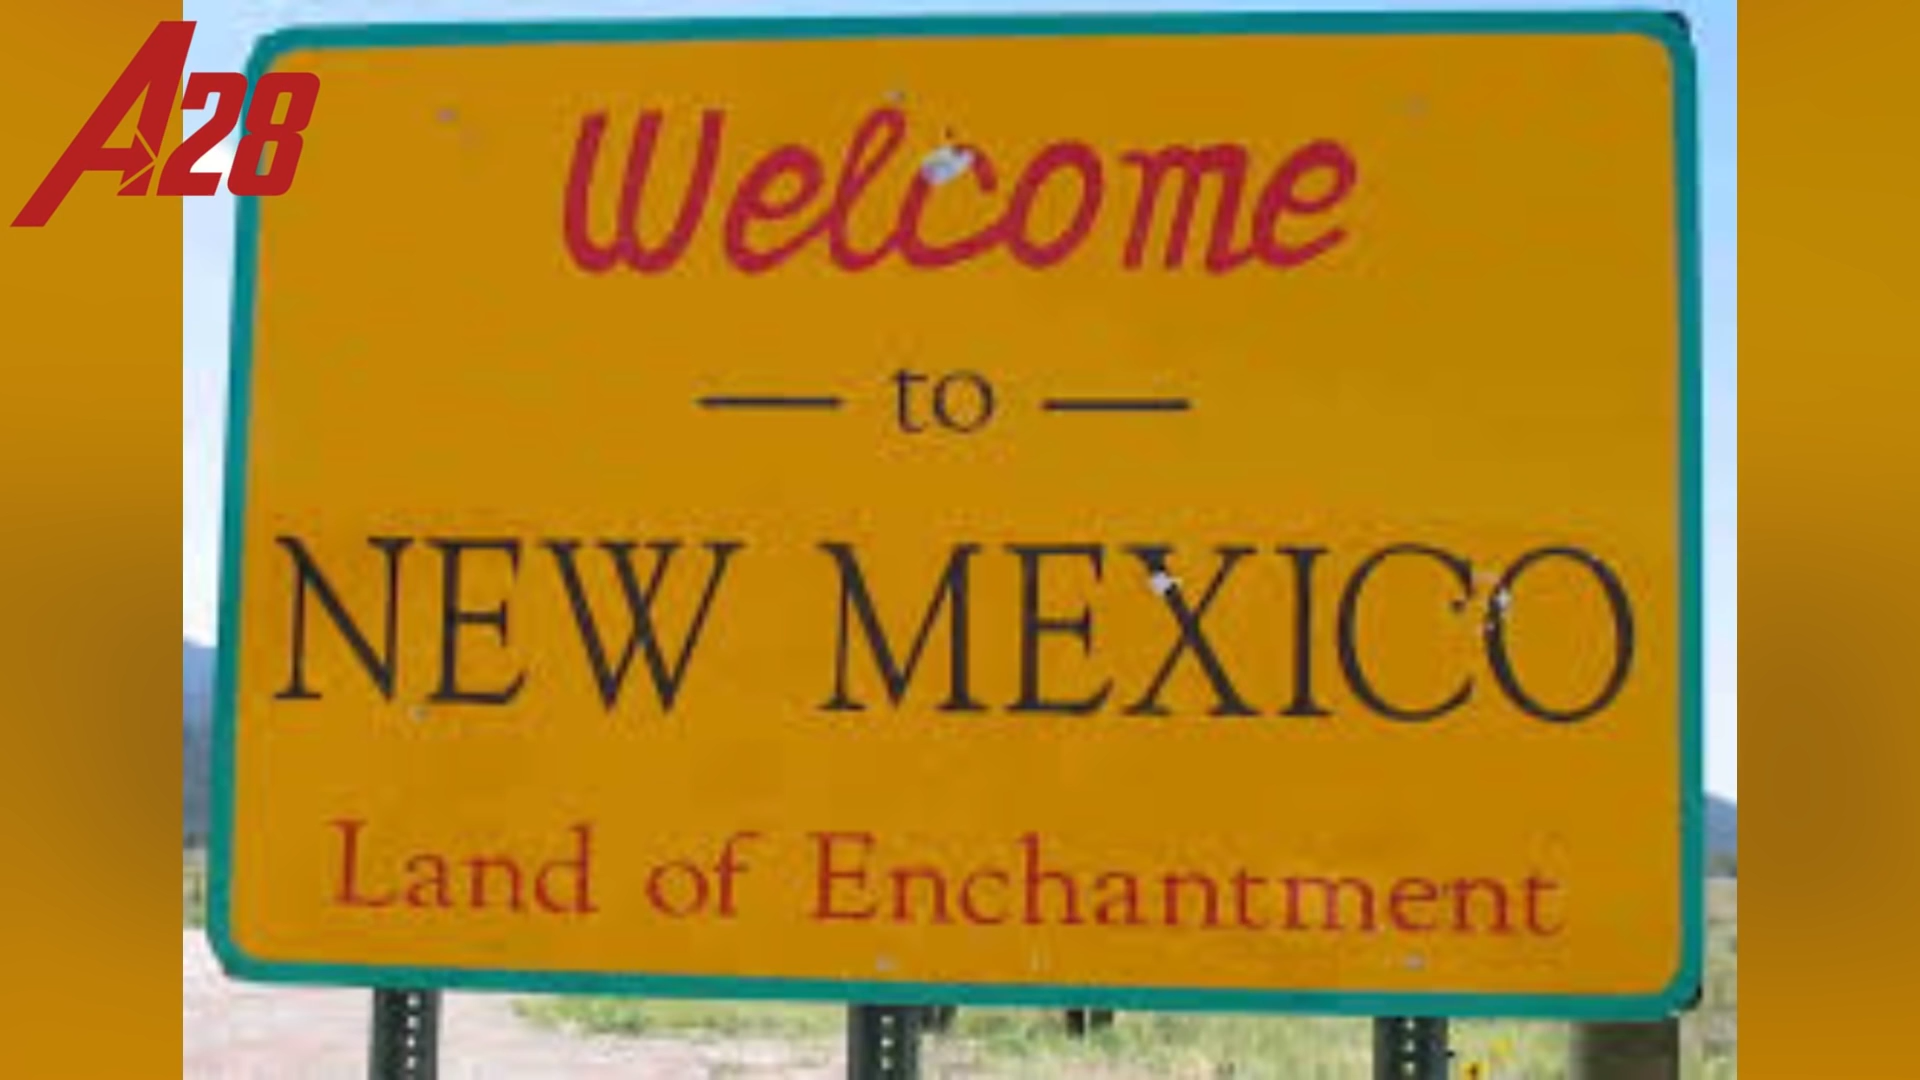 A28
Welcome
— to —
NEW MEXICO
Land of Enchantment